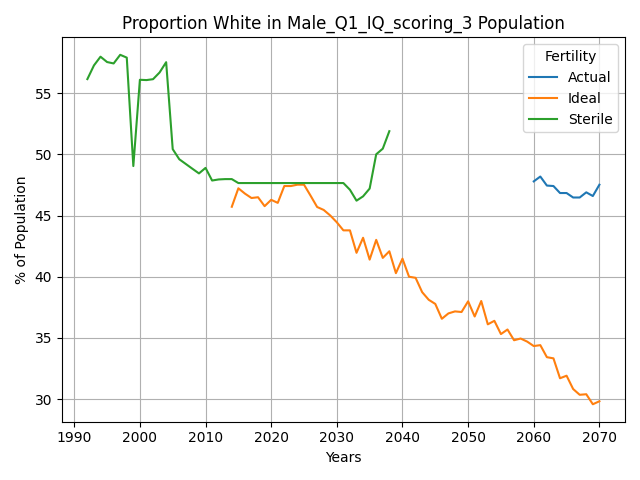 Proportion White in Male_Q1_IQ_scoring_3 Population
Fertility
Actual
Ideal
Sterile
% of Population
55
50
45
40
35
30
1990 2000 2010 2020 2030 2040 2050 2060 2070
Years